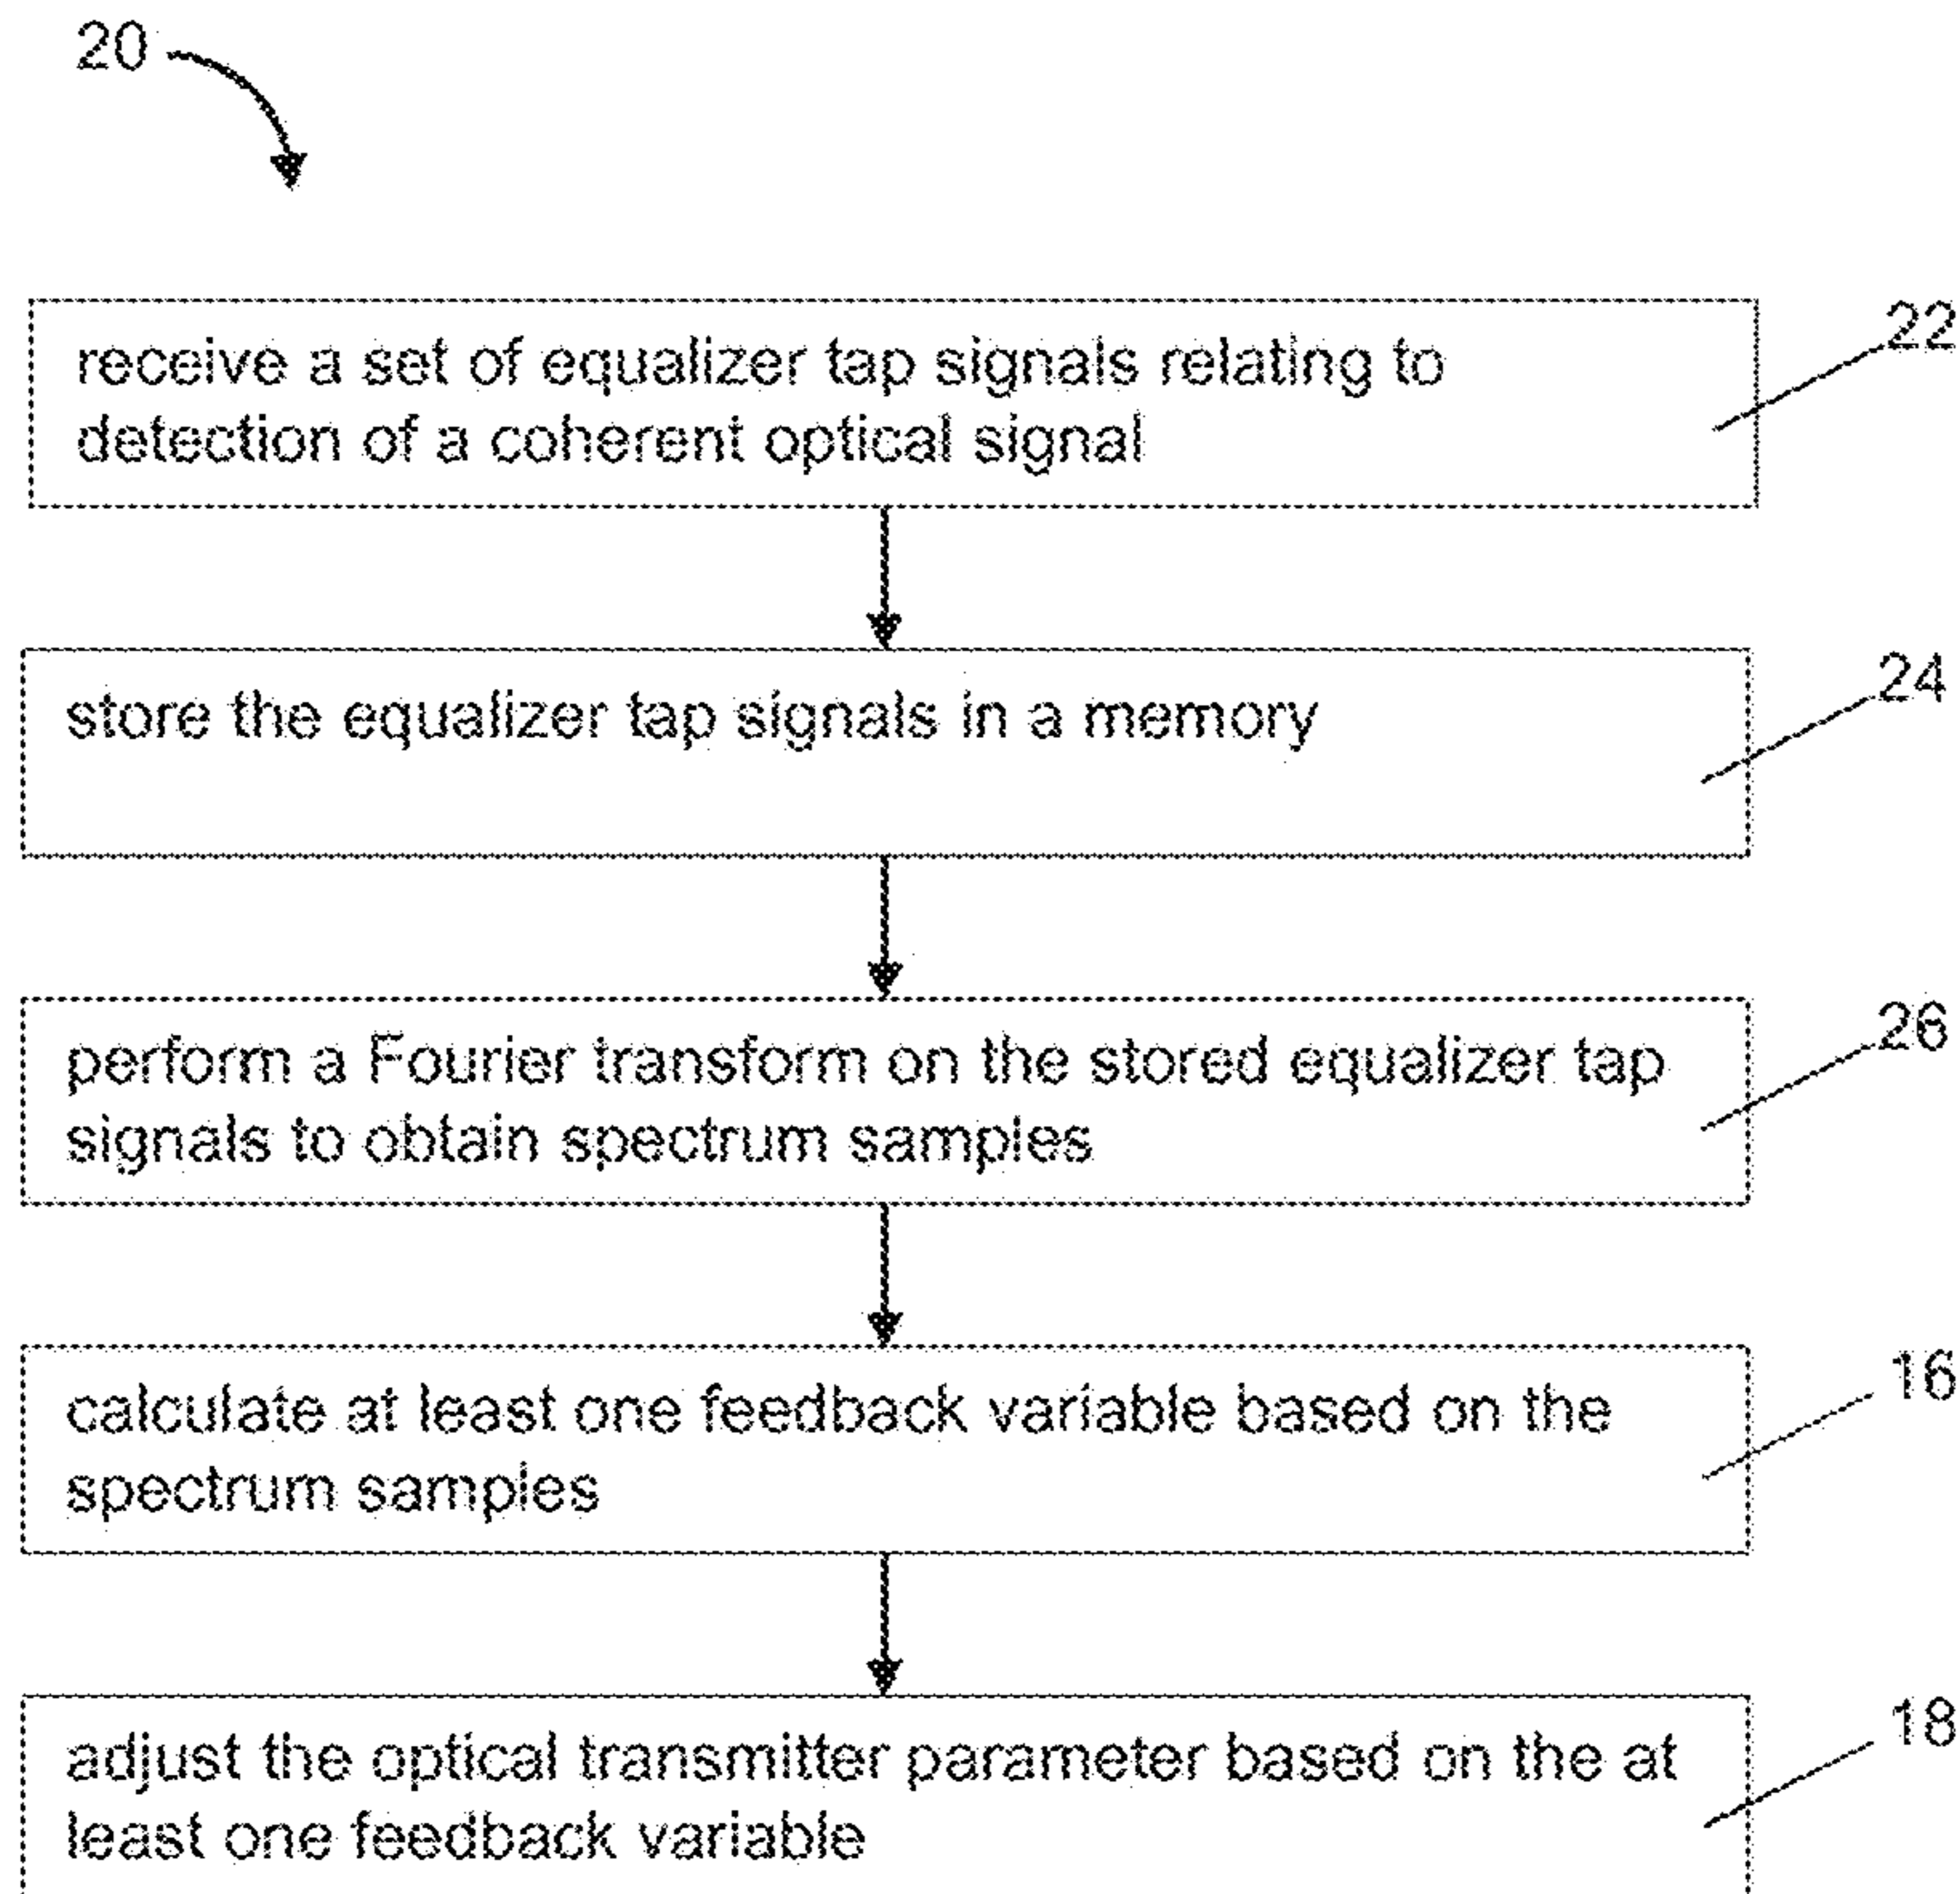 20
receive a set of equalizer tap signals relating to
detection of a coherent optical signal
22
store the equalizer tap signals in a memory
24
perform a Fourier transform on the stored equalizer tap
signals to obtain spectrum samples
26
calculate at least one feedback variable based on the
spectrum samples
16
adjust the optical transmitter parameter based on the at
least one feedback variable
18